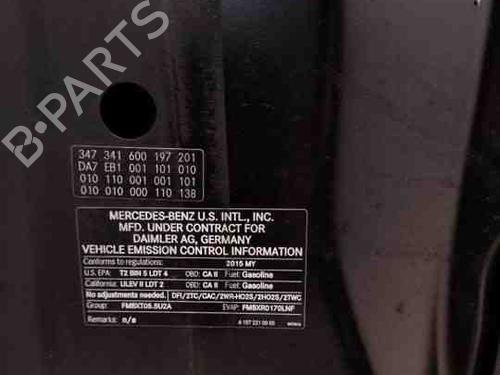 B-PARTS
347 341 600 197 201
DA7 EB1 001 101 010
010 110 001 001 101
010 010 000 110 138
MERCEDES-BENZ U.S. INTL., INC.
MFD. UNDER CONTRACT FOR
DAIMLER AG, GERMANY
VEHICLE EMISSION CONTROL INFORMATION
Conforms to regulations: 2015 MY
U.S. EPA: T2 BIN 5 LDT 4 OBD: CA II Fuel: Gasoline
California: ULEV II LDT 2 OBD: CA II Fuel: Gasoline
No adjustments needed. DFI/2TC/CAC/2WR-HO2S/2HO2S/2TWC
Group: FMBXT05.5U2A EVAP: FMBXR0170LNF
Remarks: n/a